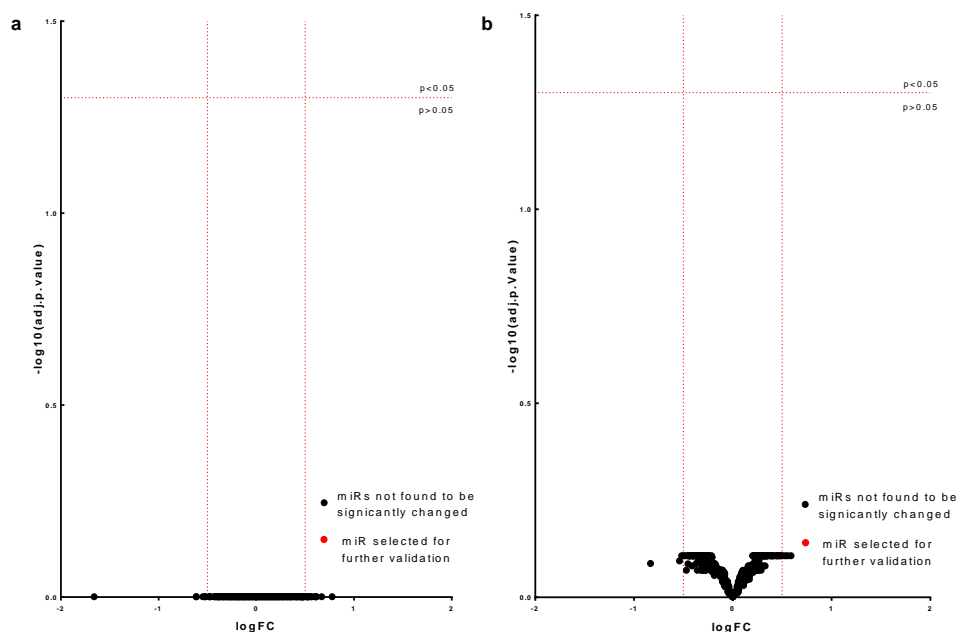 a
1.5
1.0
0.5
0.0
-2
-1
0
1
2
-log10(adj.p.value)
logFC
p<0.05
p>0.05
miRs not found to be
signicantly changed
miR selected for
further validation
b
1.5
1.0
0.5
0.0
-2
-1
0
1
2
-log10(adj.p.Value)
logFC
p<0.05
p>0.05
miRs not found to be
signicantly changed
miR selected for
further validation